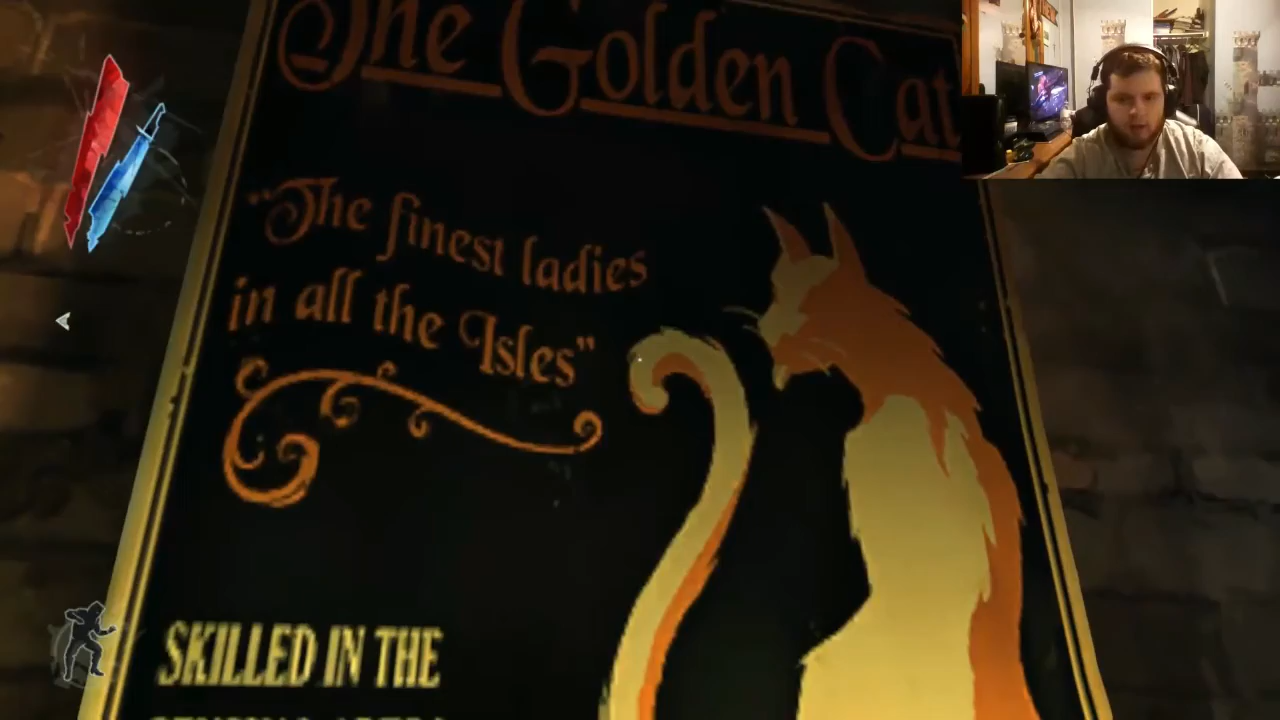 The Golden Cat
"The finest ladies
in all the Isles"
SKILLED IN THE